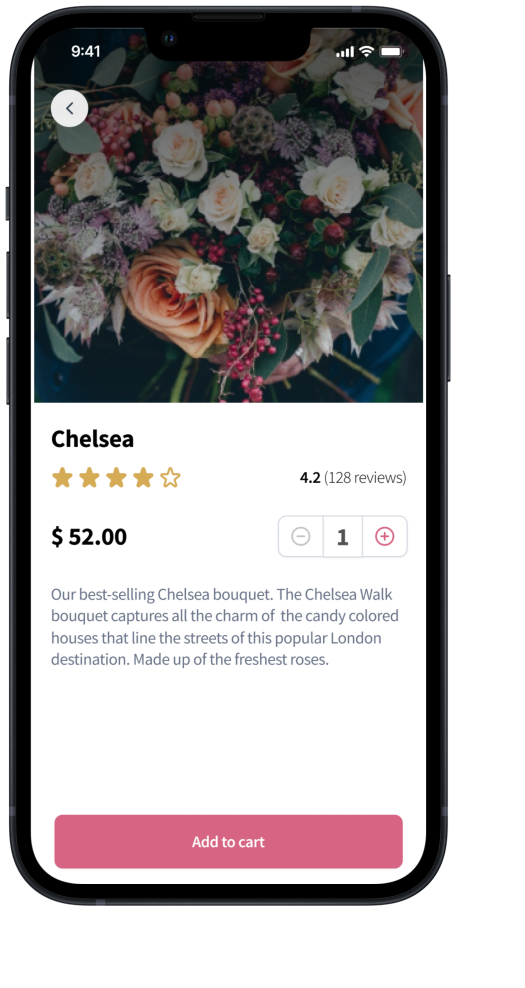 9:41
Chelsea
4.2 (128 reviews)
$ 52.00
1
Our best-selling Chelsea bouquet. The Chelsea Walk
bouquet captures all the charm of  the candy colored
houses that line the streets of this popular London
destination. Made up of the freshest roses.
Add to cart